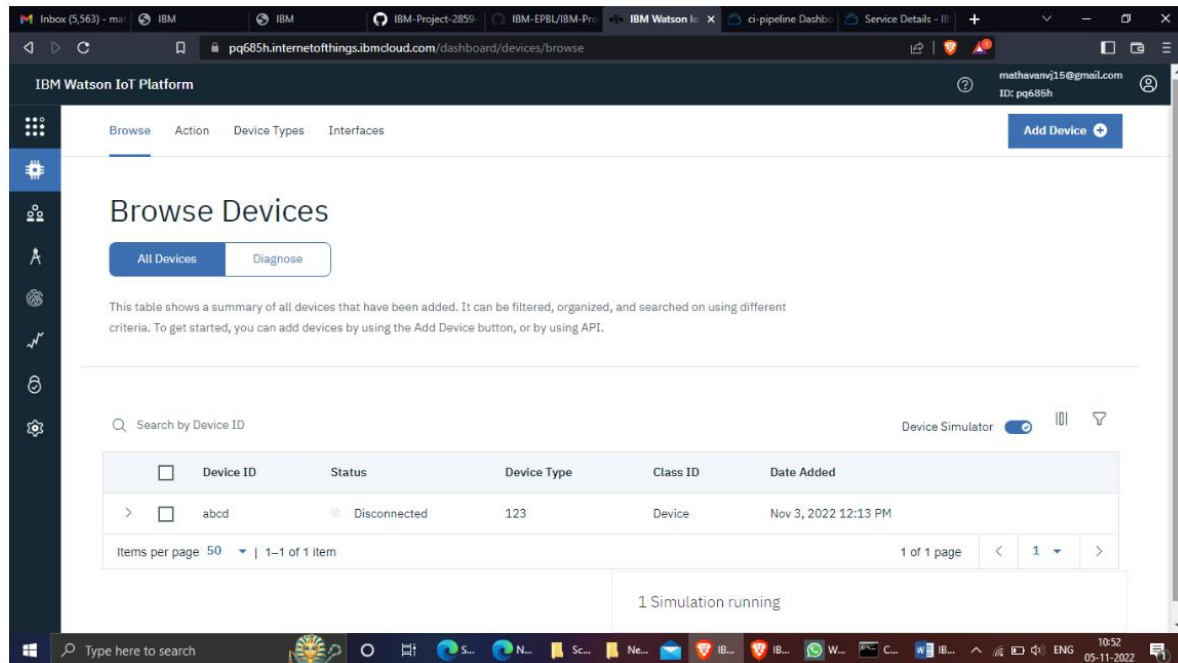 Inbox (5,563) - mat
IBM
IBM
IBM-Project-2859-
IBM-EPBL/IBM-Pro
IBM Watson Io
ci-pipeline Dashbo
Service Details - IB
pq685h.internetofthings.ibmcloud.com/dashboard/devices/browse
IBM Watson IoT Platform
mathavanvj15@gmail.com
ID: pq685h
Browse Action Device Types Interfaces
Add Device
Browse Devices
All Devices Diagnose
This table shows a summary of all devices that have been added. It can be filtered, organized, and searched on using different
criteria. To get started, you can add devices by using the Add Device button, or by using API.
Search by Device ID
Device Simulator
Device ID Status Device Type Class ID Date Added
abcd Disconnected 123 Device Nov 3, 2022 12:13 PM
Items per page 50 | 1–1 of 1 item
1 of 1 page 1
1 Simulation running
Type here to search
S... N... Sc... Ne... IB... IB... W... C... IB...
ENG
10:52
05-11-2022